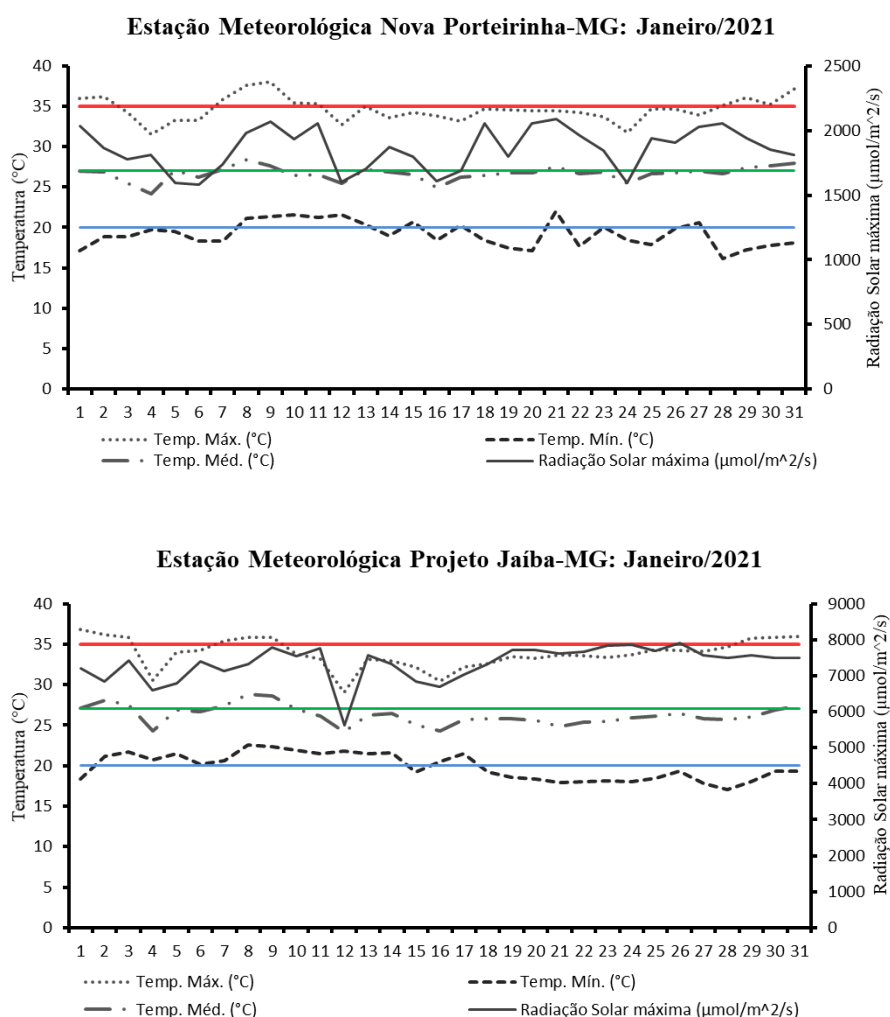 Estação Meteorológica Nova Porteirinha-MG: Janeiro/2021
40 2500
35
30 2000
25 1500
20
15 1000
10
5 500
0 0
Temperatura (°C)
Radiação Solar máxima (µmol/m^2/s)
1 2 3 4 5 6 7 8 9 10 11 12 13 14 15 16 17 18 19 20 21 22 23 24 25 26 27 28 29 30 31
Temp. Máx. (°C) Temp. Mín. (°C)
Temp. Méd. (°C) Radiação Solar máxima (µmol/m^2/s)
Estação Meteorológica Projeto Jaíba-MG: Janeiro/2021
40 9000
35 8000
30 7000
25 6000
20 5000
15 4000
10 3000
5 2000
0 1000
0
Temperatura (°C)
Radiação Solar máxima (µmol/m^2/s)
1 2 3 4 5 6 7 8 9 10 11 12 13 14 15 16 17 18 19 20 21 22 23 24 25 26 27 28 29 30 31
Temp. Máx. (°C) Temp. Mín. (°C)
Temp. Méd. (°C) Radiação Solar máxima (µmol/m^2/s)